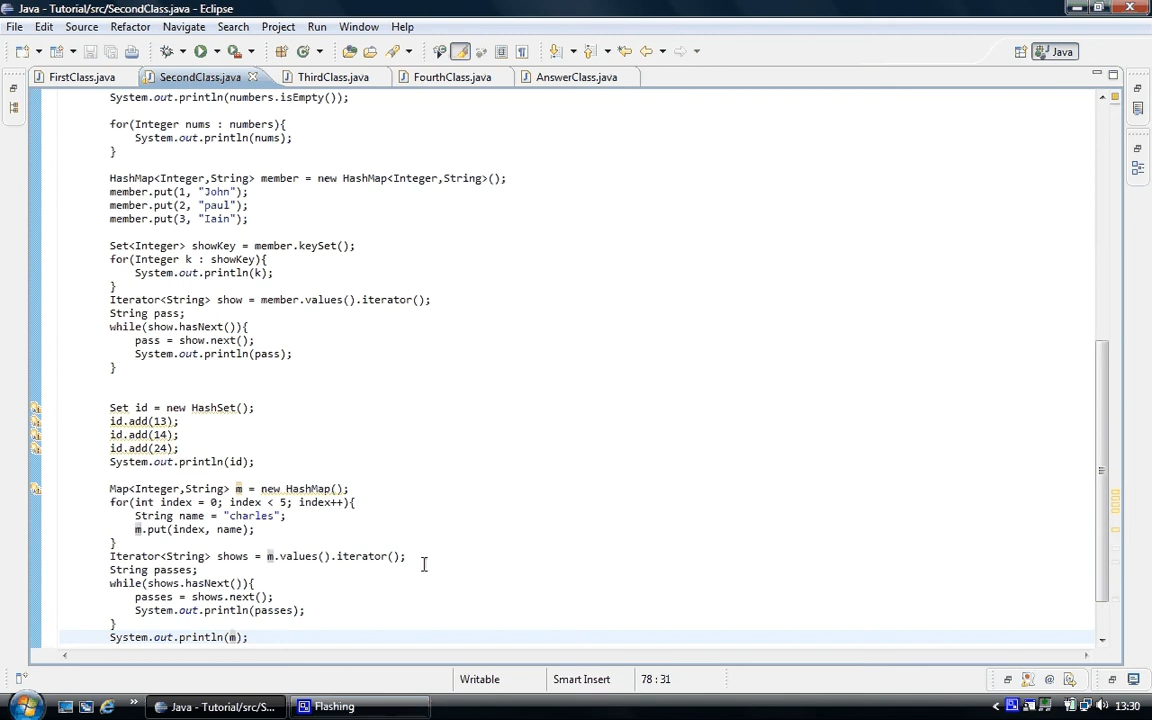 Java - Tutorial/src/SecondClass.java - Eclipse
File Edit Source Refactor Navigate Search Project Run Window Help
Java
FirstClass.java SecondClass.java ThirdClass.java FourthClass.java AnswerClass.java
System.out.println(numbers.isEmpty());
for(Integer nums : numbers){
System.out.println(nums);
}
HashMap<Integer,String> member = new HashMap<Integer,String>();
member.put(1, "John");
member.put(2, "paul");
member.put(3, "Iain");
Set<Integer> showKey = member.keySet();
for(Integer k : showKey){
System.out.println(k);
}
Iterator<String> show = member.values().iterator();
String pass;
while(show.hasNext()){
pass = show.next();
System.out.println(pass);
}
Set id = new HashSet();
id.add(13);
id.add(14);
id.add(24);
System.out.println(id);
Map<Integer,String> m = new HashMap();
for(int index = 0; index < 5; index++){
String name = "charles";
m.put(index, name);
}
Iterator<String> shows = m.values().iterator();
String passes;
while(shows.hasNext()){
passes = shows.next();
System.out.println(passes);
}
System.out.println(m);
Writable Smart Insert 78 : 31
Java - Tutorial/src/S... Flashing 13:30